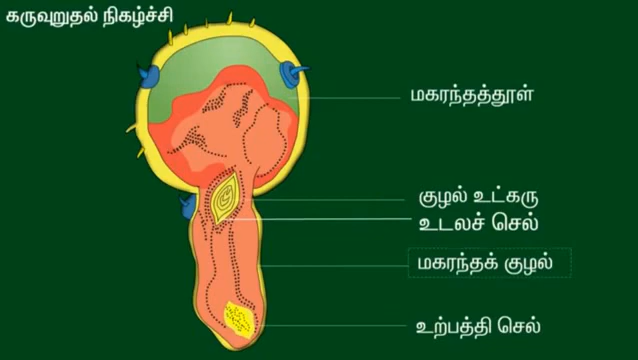 கருவுறுதல் நிகழ்ச்சி
மகரந்தத்தூள்
குழல் உட்கரு
உடலச் செல்
மகரந்தக் குழல்
உற்பத்தி செல்